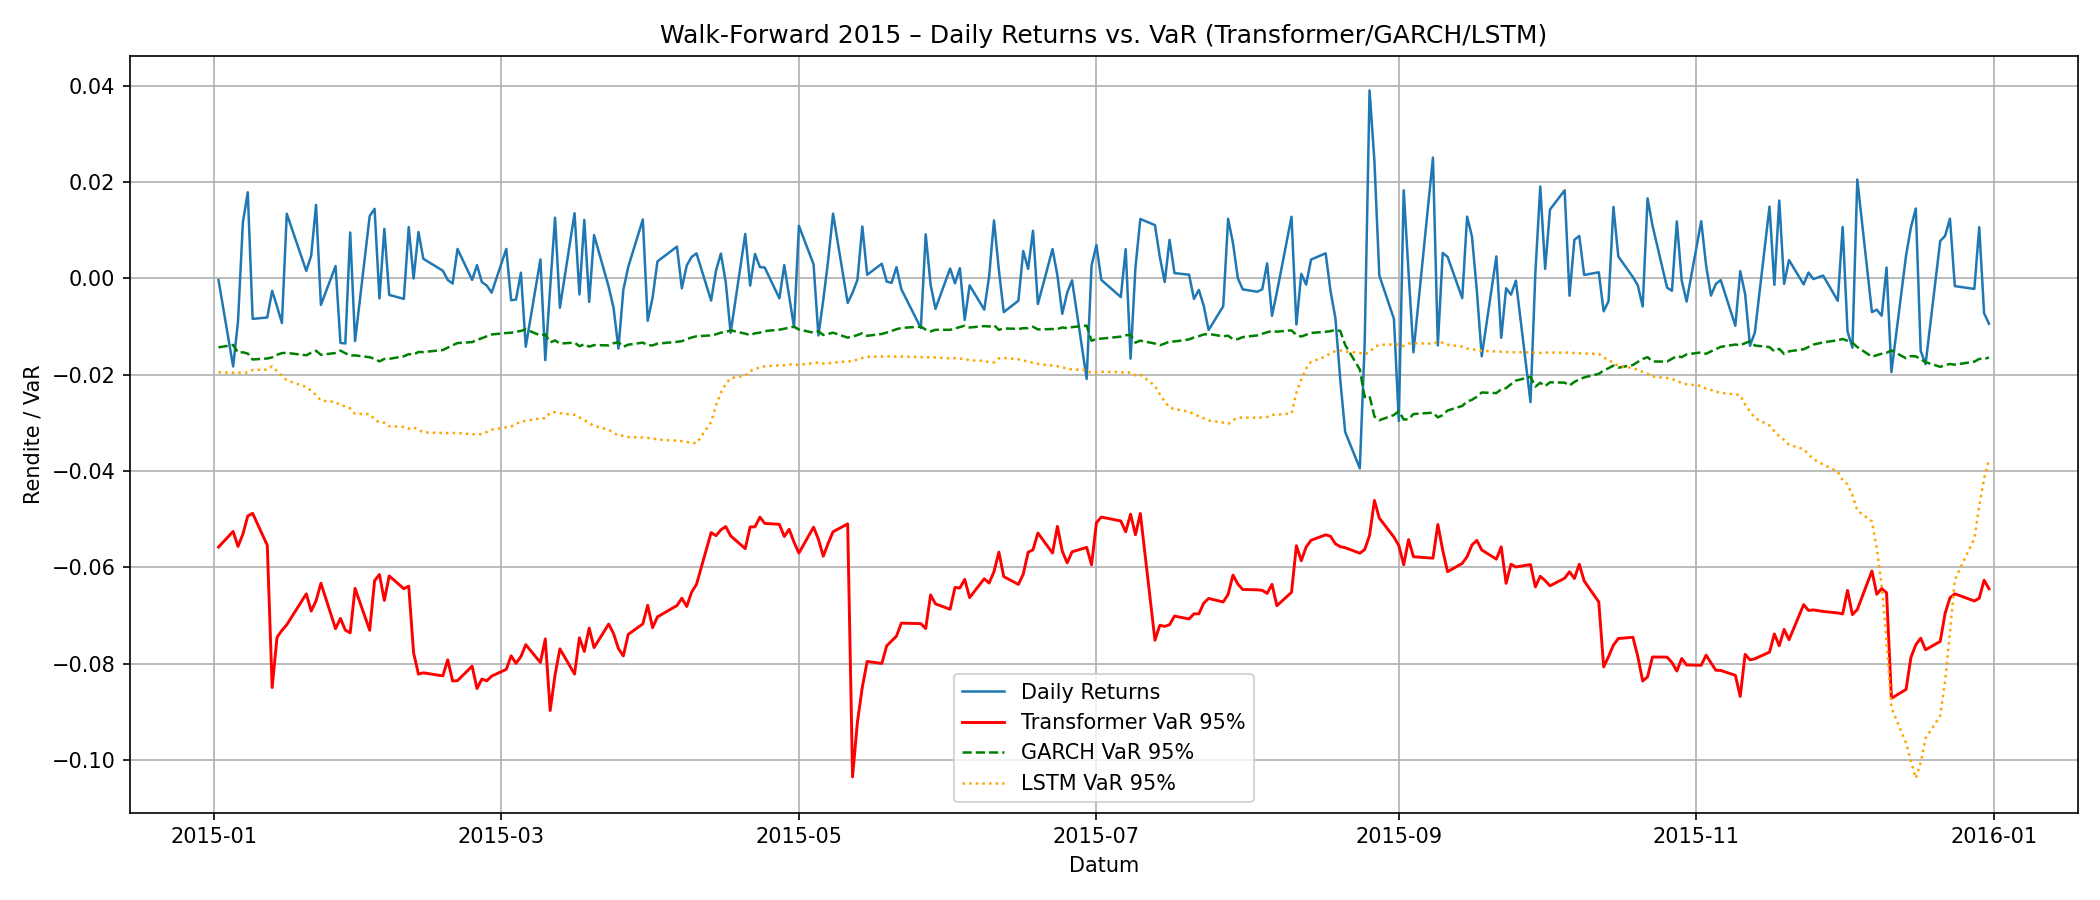 Walk-Forward 2015 – Daily Returns vs. VaR (Transformer/GARCH/LSTM)
Rendite / VaR
0.04
0.02
0.00
−0.02
−0.04
−0.06
−0.08
−0.10
Daily Returns
Transformer VaR 95%
GARCH VaR 95%
LSTM VaR 95%
2015-01
2015-03
2015-05
2015-07
2015-09
2015-11
2016-01
Datum